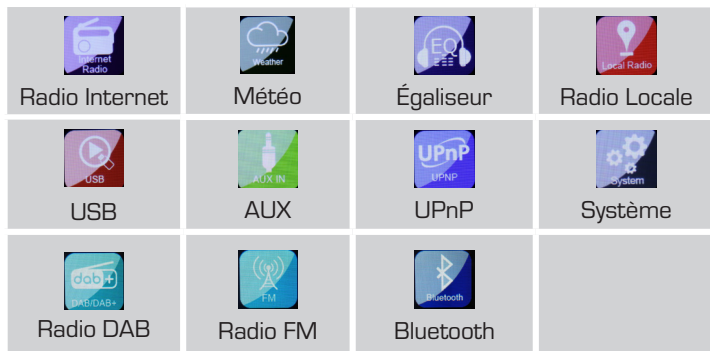 Internet
Radio
Radio Internet
Weather
Météo
EQ
Égaliseur
Local Radio
Radio Locale
USB
USB
AUX IN
AUX
UPnP
UPNP
UPnP
System
Système
dab+
DAB/DAB+
Radio DAB
FM
Radio FM
Bluetooth
Bluetooth